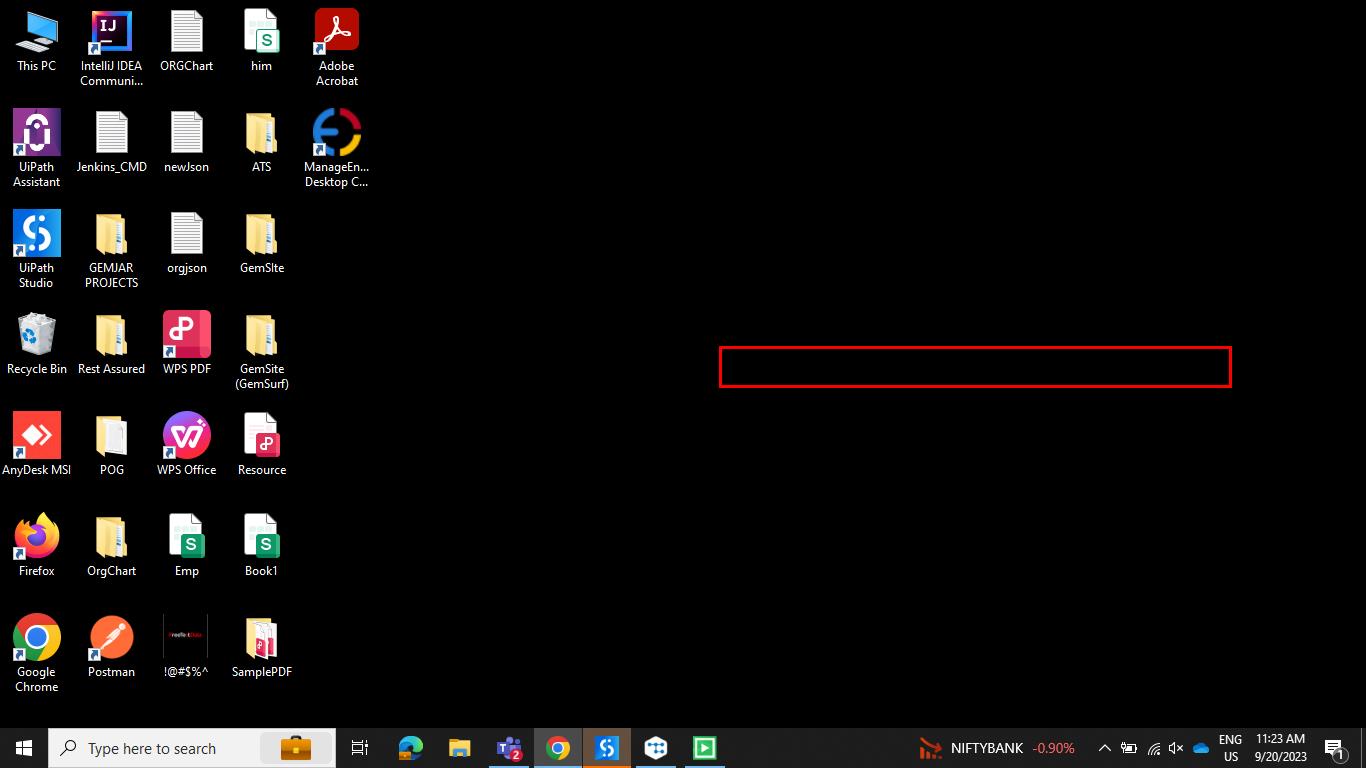 This PC
IntelliJ IDEA
Communi...
ORGChart
him
Adobe
Acrobat
UiPath
Assistant
Jenkins_CMD
newJson
ATS
ManageEn...
Desktop C...
UiPath
Studio
GEMJAR
PROJECTS
orgjson
GemSIte
Recycle Bin
Rest Assured
WPS PDF
GemSite
(GemSurf)
AnyDesk MSI
POG
WPS Office
Resource
Firefox
OrgChart
Emp
Book1
Google
Chrome
Postman
!@#$%^
SamplePDF
Type here to search
2
NIFTYBANK -0.90%
ENG
US
11:23 AM
9/20/2023
1